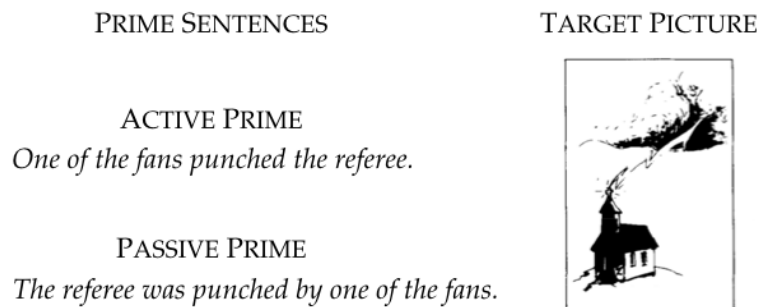 PRIME SENTENCES
TARGET PICTURE
ACTIVE PRIME
One of the fans punched the referee.
PASSIVE PRIME
The referee was punched by one of the fans.